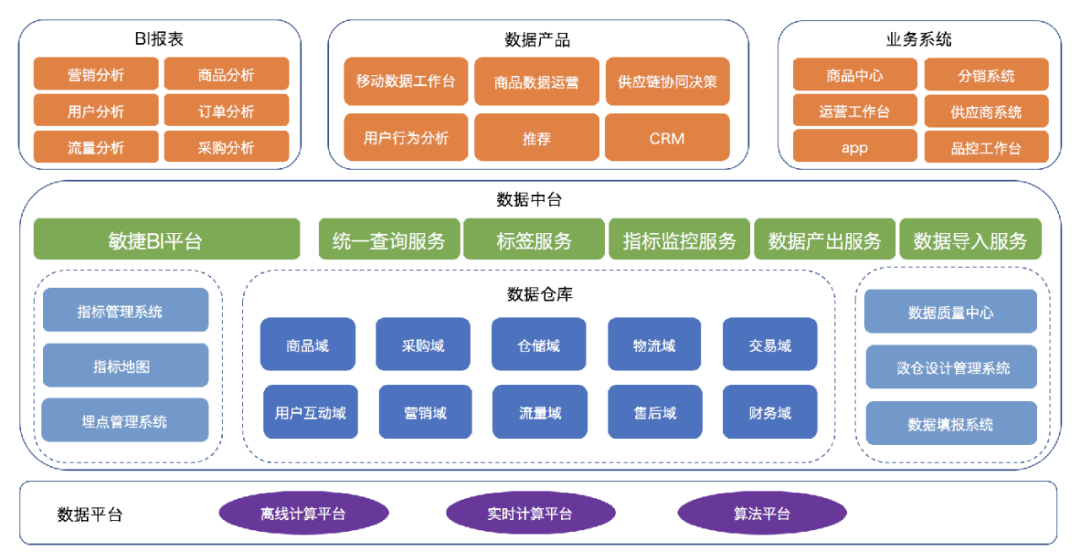 BI报表
营销分析 商品分析
用户分析 订单分析
流量分析 采购分析
数据产品
移动数据工作台 商品数据运营 供应链协同决策
用户行为分析 推荐 CRM
业务系统
商品中心 分销系统
运营工作台 供应商系统
app 品控工作台
数据中台
敏捷BI平台 统一查询服务 标签服务 指标监控服务 数据产出服务 数据导入服务
指标管理系统
指标地图
埋点管理系统
数据仓库
商品域 采购域 仓储域 物流域 交易域
用户互动域 营销域 流量域 售后域 财务域
数据质量中心
数仓设计管理系统
数据填报系统
数据平台 离线计算平台 实时计算平台 算法平台